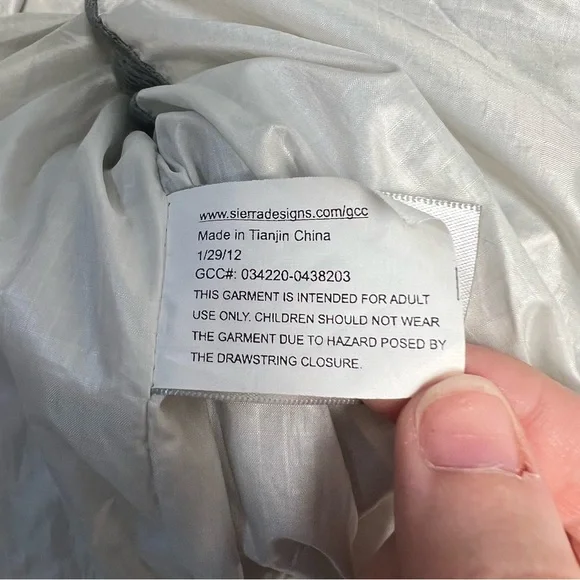 www.sierradesigns.com/gcc
Made in Tianjin China
1/29/12
GCC#: 034220-0438203
THIS GARMENT IS INTENDED FOR ADULT
USE ONLY. CHILDREN SHOULD NOT WEAR
THE GARMENT DUE TO HAZARD POSED BY
THE DRAWSTRING CLOSURE.